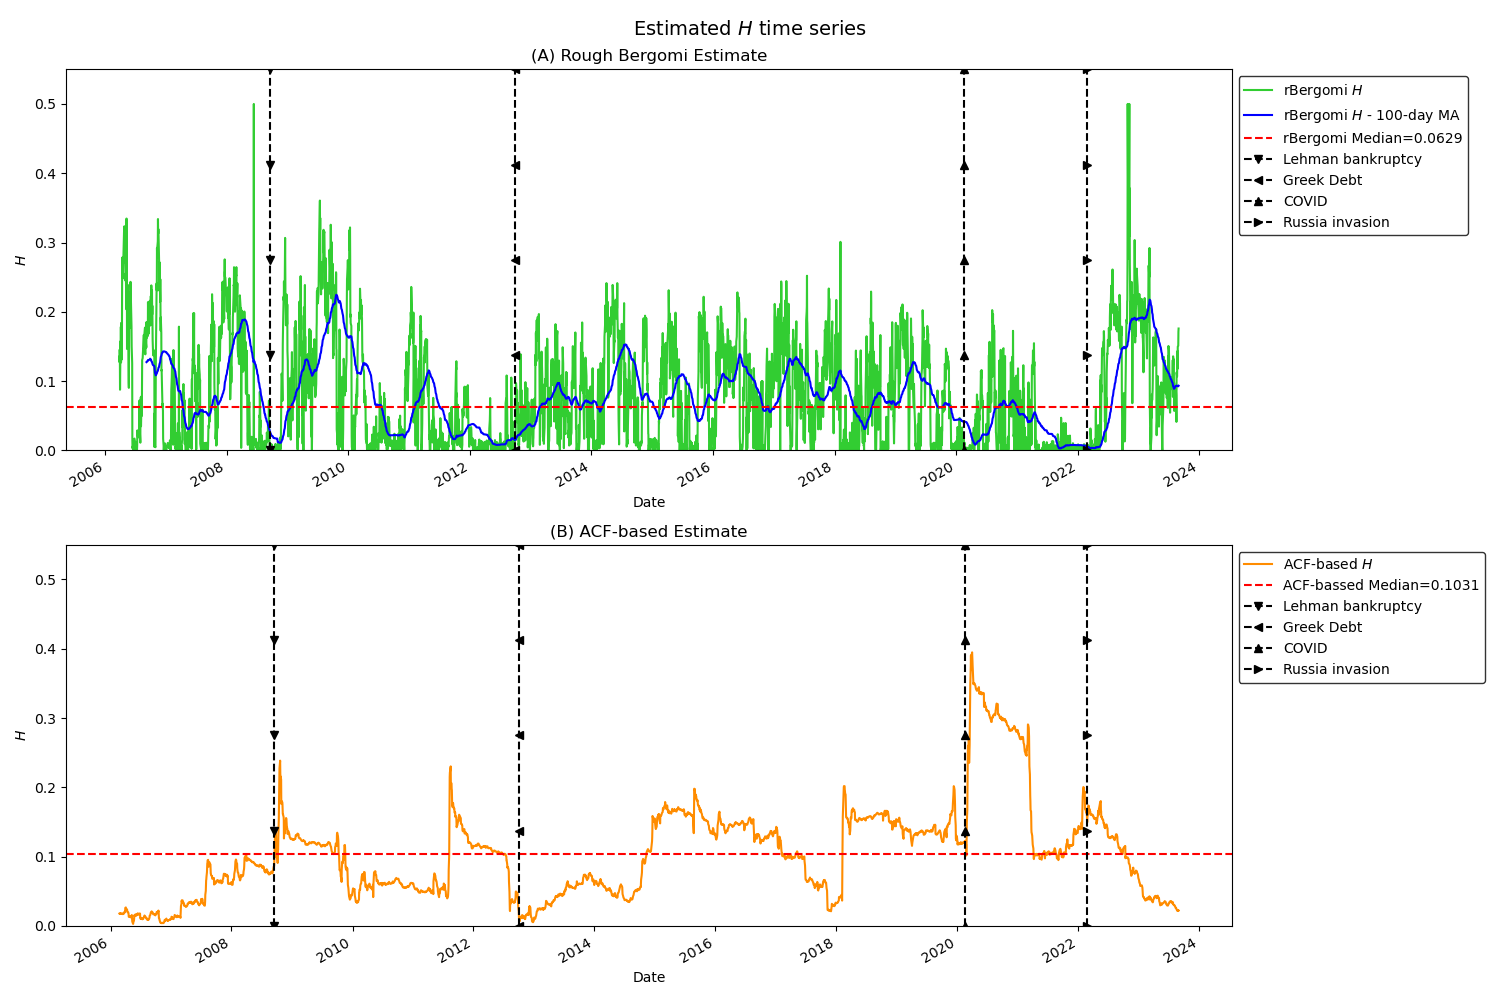 Estimated H time series
(A) Rough Bergomi Estimate
H
0.5
0.4
0.3
0.2
0.1
0.0
2006
2008
2010
2012
2014
2016
2018
2020
2022
2024
Date
rBergomi H
rBergomi H - 100-day MA
rBergomi Median=0.0629
Lehman bankruptcy
Greek Debt
COVID
Russia invasion
(B) ACF-based Estimate
H
0.5
0.4
0.3
0.2
0.1
0.0
2006
2008
2010
2012
2014
2016
2018
2020
2022
2024
Date
ACF-based H
ACF-bassed Median=0.1031
Lehman bankruptcy
Greek Debt
COVID
Russia invasion